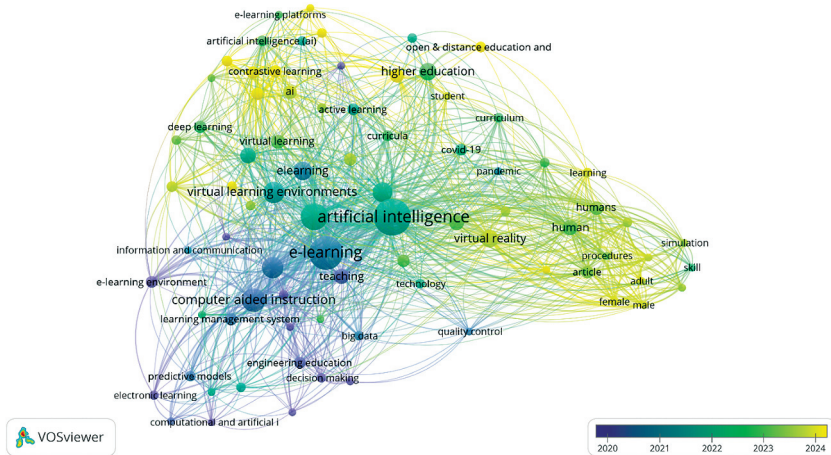 e-learning platforms
artificial intelligence (ai)
open & distance education and
contrastive learning
higher education
ai
student
active learning
curriculum
deep learning
curricula
virtual learning
covid-19
elearning
pandemic
learning
virtual learning environments
humans
artificial intelligence
human
virtual reality
simulation
information and communication
e-learning
procedures
skill
e-learning environment
teaching
article
adult
technology
computer aided instruction
female
male
learning management system
quality control
big data
engineering education
predictive models
decision making
electronic learning
computational and artificial i
VOSviewer
2020 2021 2022 2023 2024